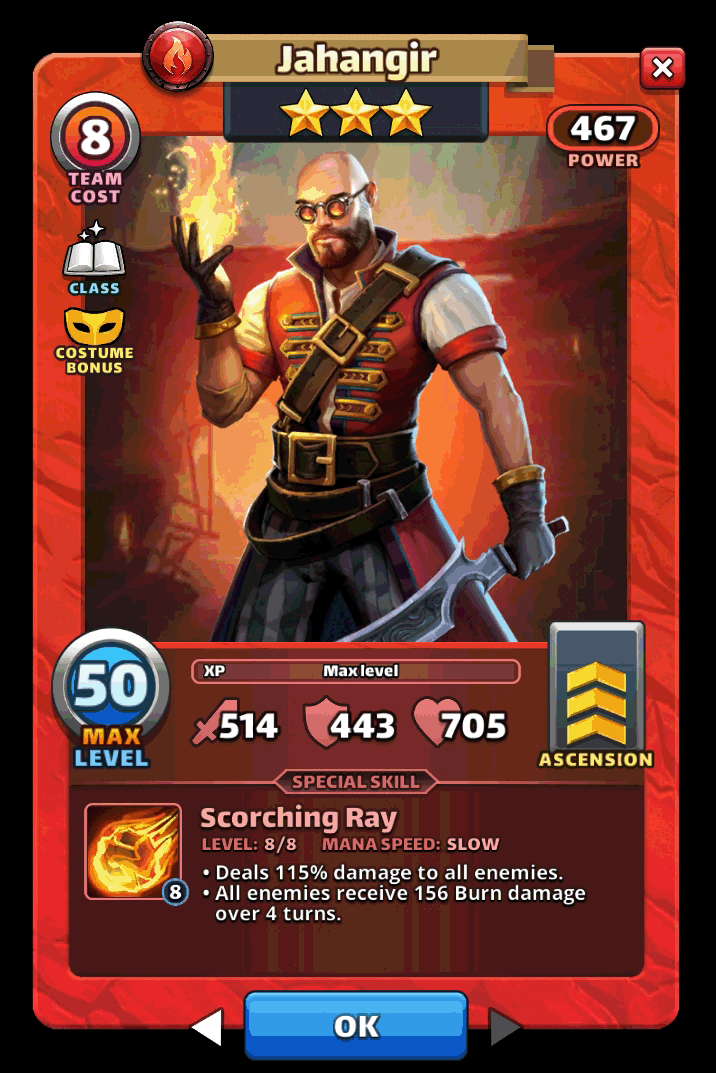 Jahangir
8
TEAM
COST
467
POWER
CLASS
COSTUME
BONUS
50
MAX
LEVEL
XP Max level
514 443 705
ASCENSION
SPECIAL SKILL
Scorching Ray
LEVEL: 8/8 MANA SPEED: SLOW
8
• Deals 115% damage to all enemies.
• All enemies receive 156 Burn damage
over 4 turns.
OK